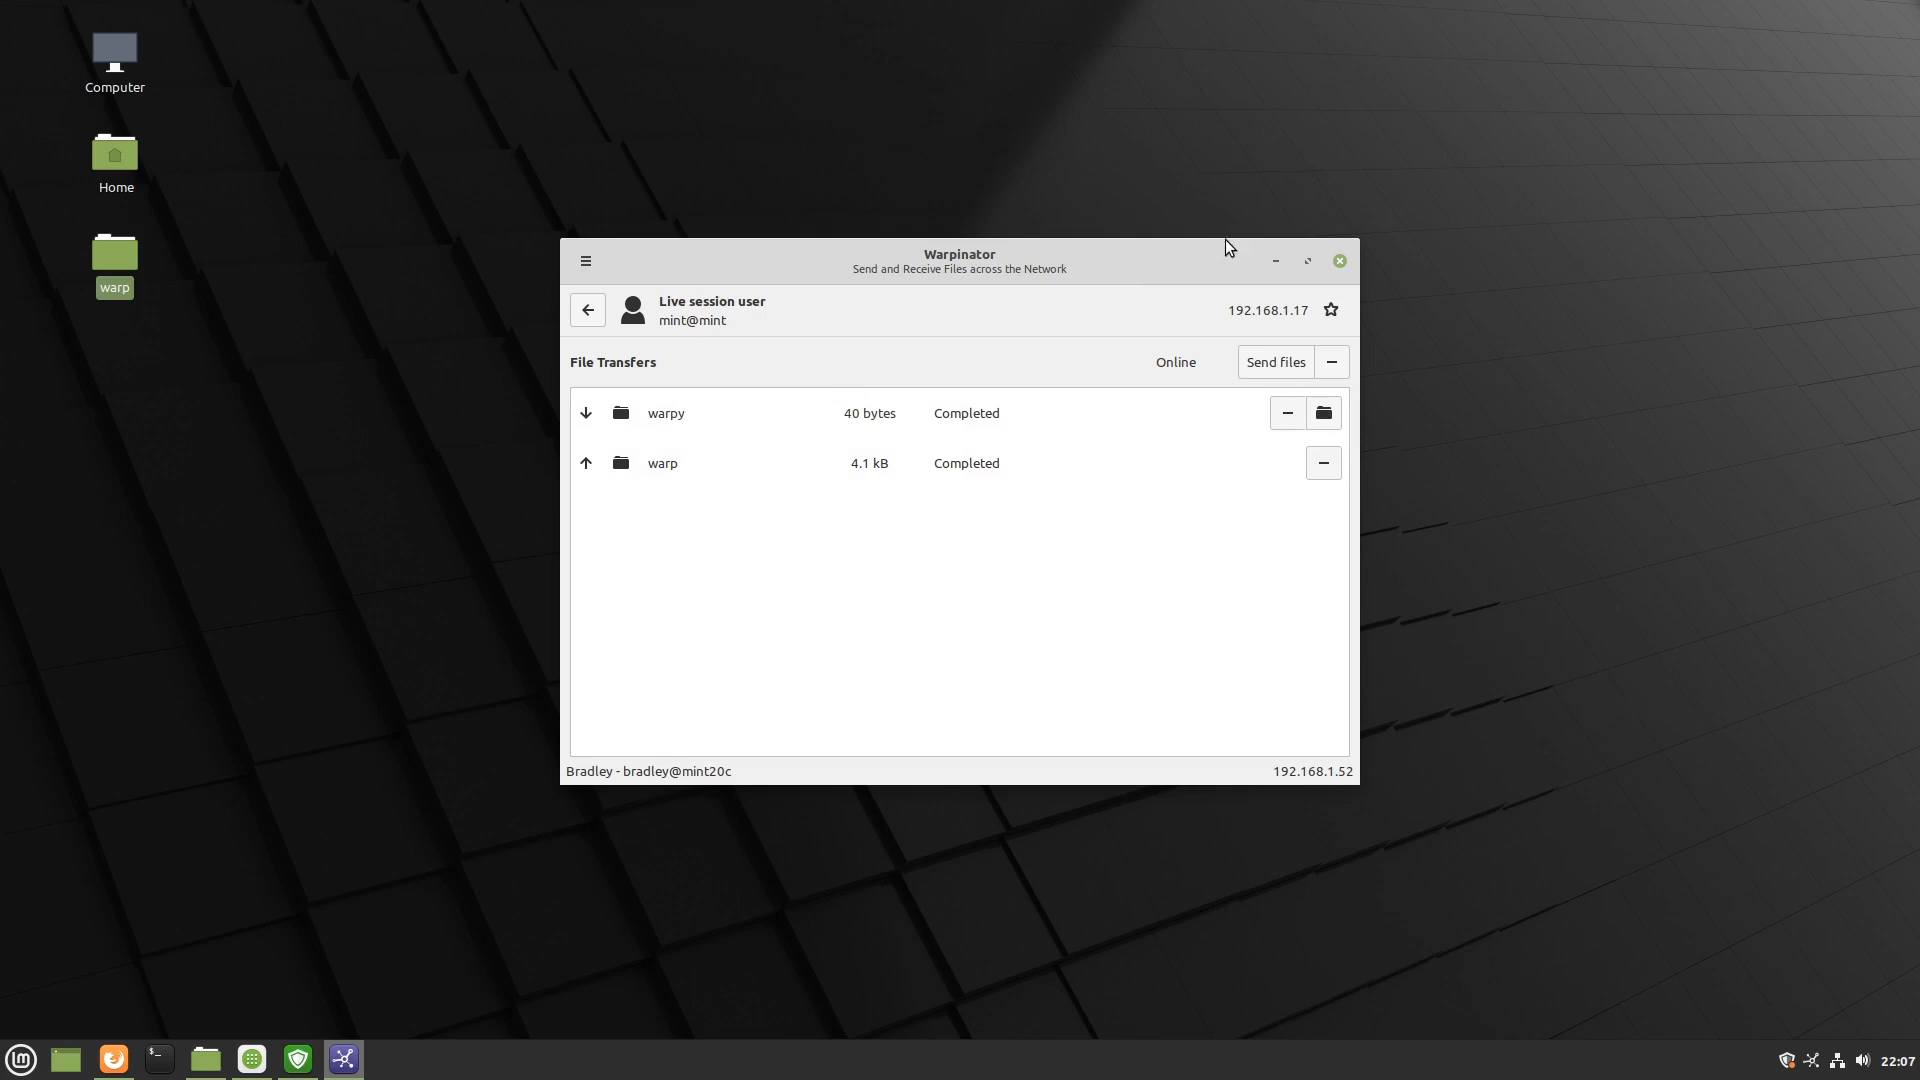 Computer
Home
warp
Warpinator
Send and Receive Files across the Network
Live session user
mint@mint
192.168.1.17
File Transfers
Online
Send files
warpy
40 bytes
Completed
warp
4.1 kB
Completed
Bradley - bradley@mint20c
192.168.1.52
22:07